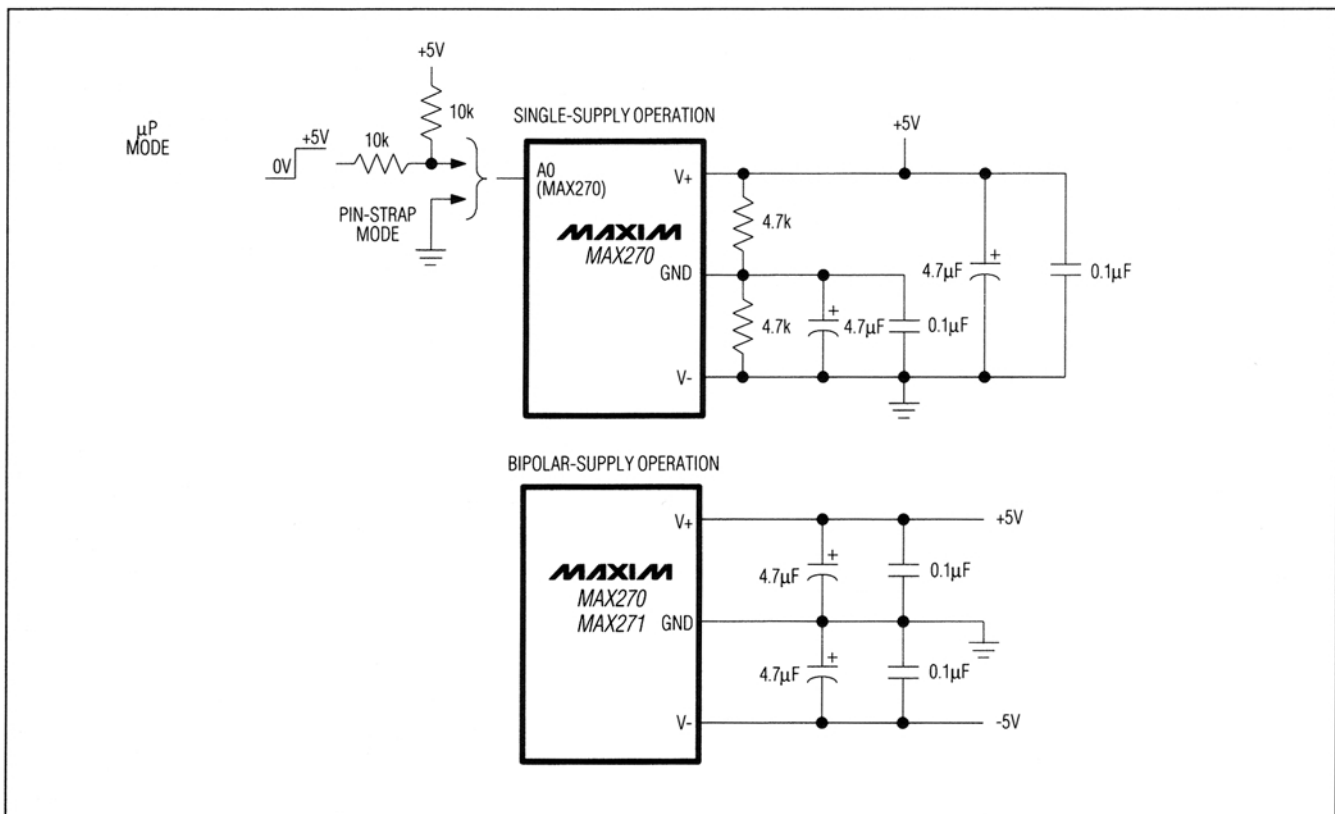 +5V
10k
SINGLE-SUPPLY OPERATION
µP
MODE
+5V
0V
10k
+5V
A0
(MAX270)
V+
PIN-STRAP
MODE
4.7k
MAXIM
MAX270
GND
4.7µF
+
0.1µF
4.7k
4.7µF
+
0.1µF
V-
BIPOLAR-SUPPLY OPERATION
V+
+5V
MAXIM
MAX270
MAX271
4.7µF
+
0.1µF
GND
4.7µF
+
0.1µF
V-
-5V